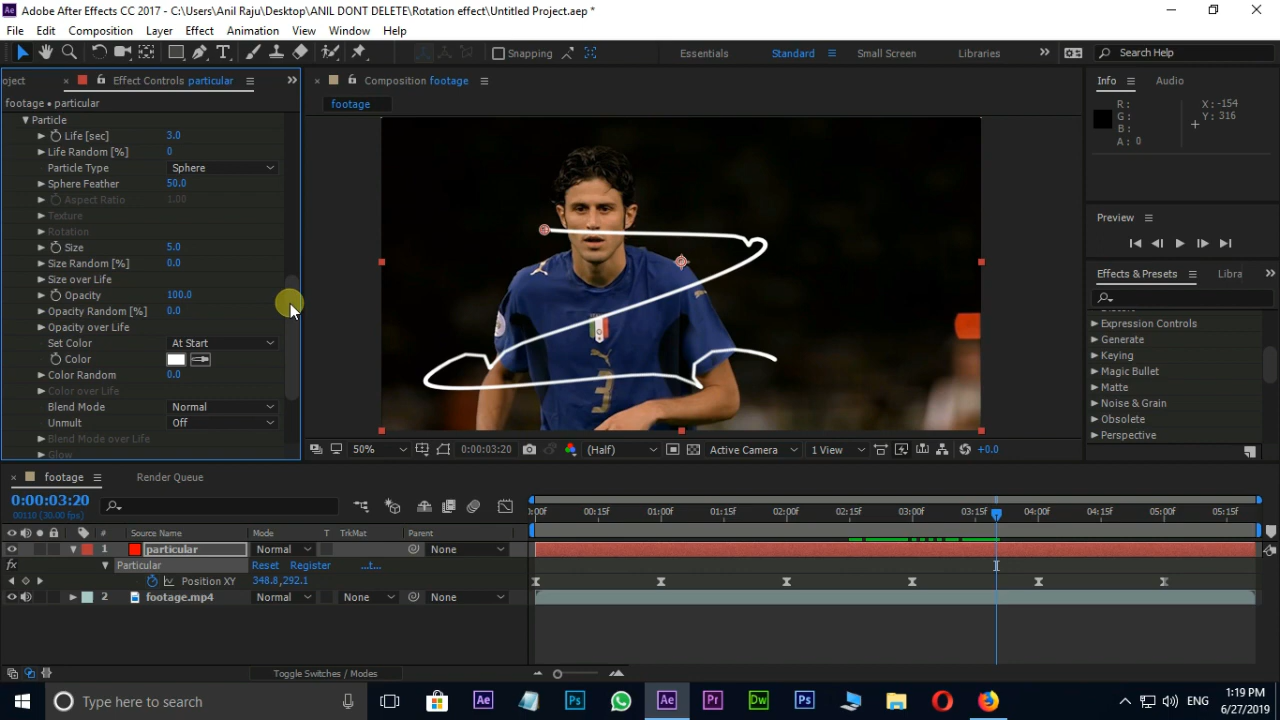 Adobe After Effects CC 2017 - C:\Users\Anil Raju\Desktop\ANIL DONT DELETE\Rotation effect\Untitled Project.aep *
File Edit Composition Layer Effect Animation View Window Help
Snapping Essentials Standard Small Screen Libraries Search Help
oject Effect Controls particular
Composition footage
Info Audio
footage • particular
footage
R: X: -154
G: Y: 316
B:
A: 0
Particle
Life [sec] 3.0
Life Random [%] 0
Particle Type Sphere
Sphere Feather 50.0
Aspect Ratio 1.00
Texture
Rotation
Size 5.0
Size Random [%] 0.0
Size over Life
Opacity 100.0
Opacity Random [%] 0.0
Opacity over Life
Set Color At Start
Color
Color Random 0.0
Color over Life
Blend Mode Normal
Unmult Off
Blend Mode over Life
Glow
3
Preview
Effects & Presets Libra
Expression Controls
Generate
Keying
Magic Bullet
Matte
Noise & Grain
Obsolete
Perspective
50% 0:00:03:20 (Half) Active Camera 1 View +0.0
footage Render Queue
0:00:03:20
00110 (30.00 fps)
:00f 00:15f 01:00f 01:15f 02:00f 02:15f 03:00f 03:15f 04:00f 04:15f 05:00f 05:15f
# Source Name Mode T TrkMat Parent
1 particular Normal None
fx Particular Reset Register ...t...
Position XY 348.8,292.1
2 footage.mp4 Normal None None
Toggle Switches / Modes
Type here to search
Ae Ps Ae Pr Dw Ps
ENG
1:19 PM
6/27/2019